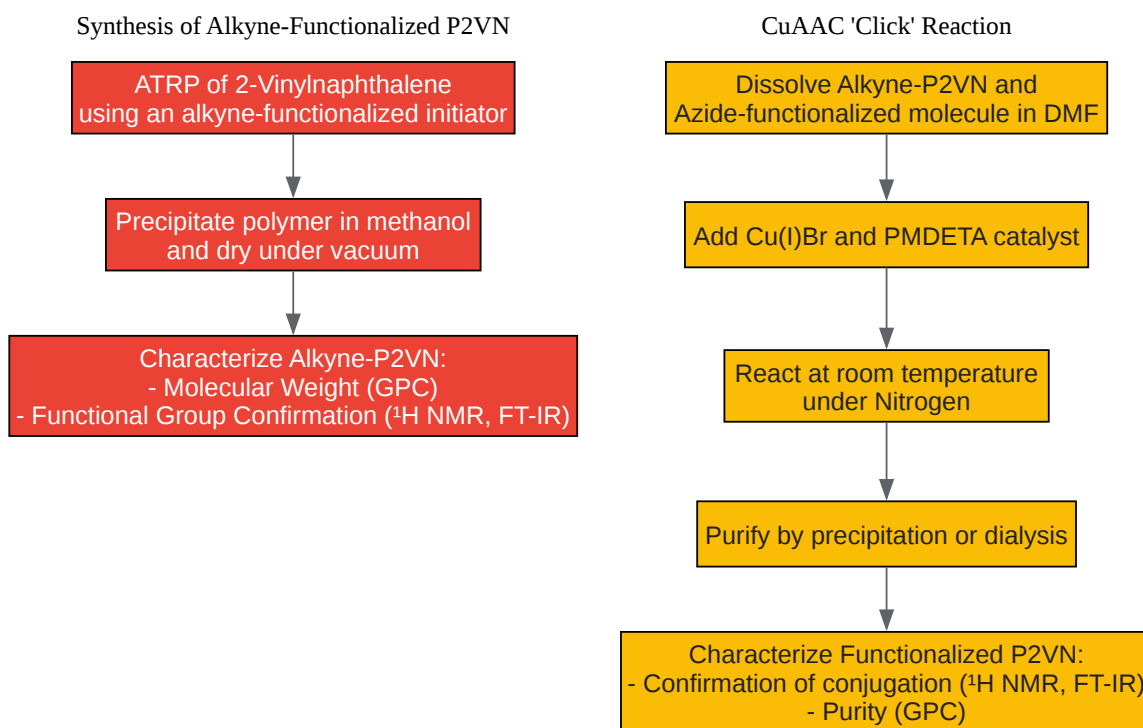 Synthesis of Alkyne-Functionalized P2VN
ATRP of 2-Vinylnaphthalene
using an alkyne-functionalized initiator
Precipitate polymer in methanol
and dry under vacuum
Characterize Alkyne-P2VN:
- Molecular Weight (GPC)
- Functional Group Confirmation (¹H NMR, FT-IR)
CuAAC 'Click' Reaction
Dissolve Alkyne-P2VN and
Azide-functionalized molecule in DMF
Add Cu(I)Br and PMDETA catalyst
React at room temperature
under Nitrogen
Purify by precipitation or dialysis
Characterize Functionalized P2VN:
- Confirmation of conjugation (¹H NMR, FT-IR)
- Purity (GPC)